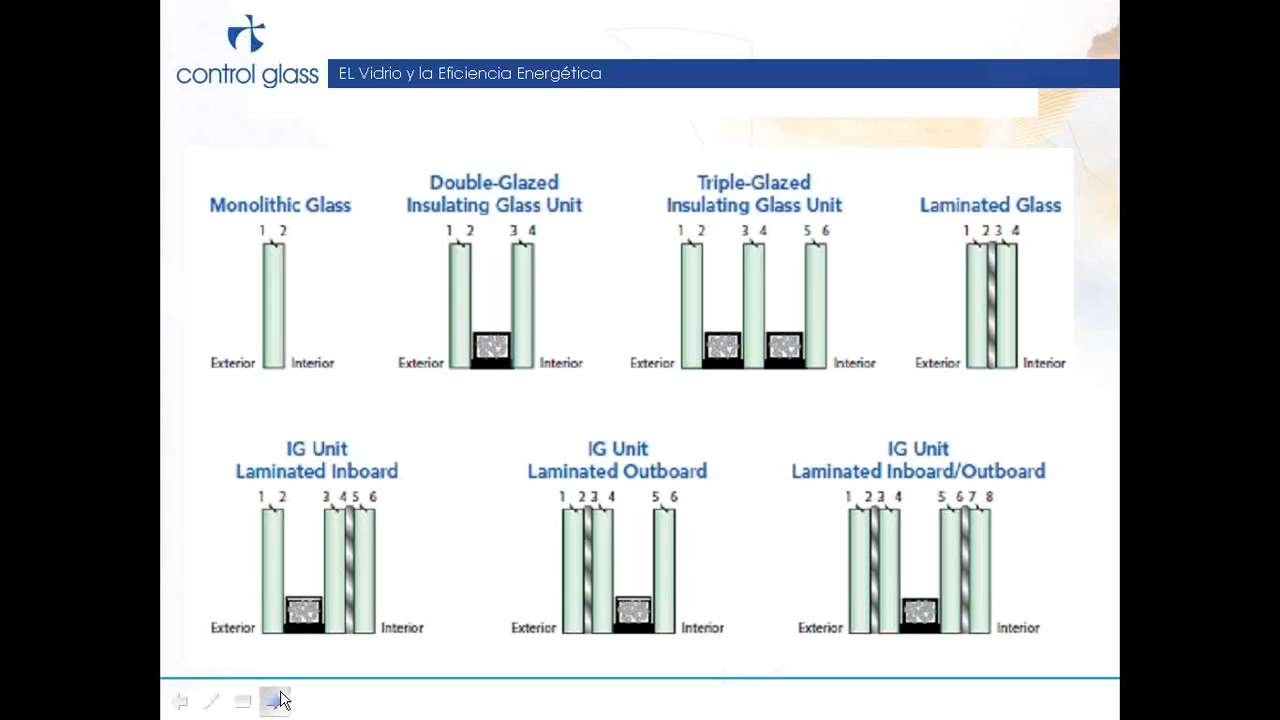 control glass
EL Vidrio y la Eficiencia Energética
Monolithic Glass
1 2
Exterior Interior
Double-Glazed
Insulating Glass Unit
1 2 3 4
Exterior Interior
Triple-Glazed
Insulating Glass Unit
1 2 3 4 5 6
Exterior Interior
Laminated Glass
1 2 3 4
Exterior Interior
IG Unit
Laminated Inboard
1 2 3 4 5 6
Exterior Interior
IG Unit
Laminated Outboard
1 2 3 4 5 6
Exterior Interior
IG Unit
Laminated Inboard/Outboard
1 2 3 4 5 6 7 8
Exterior Interior